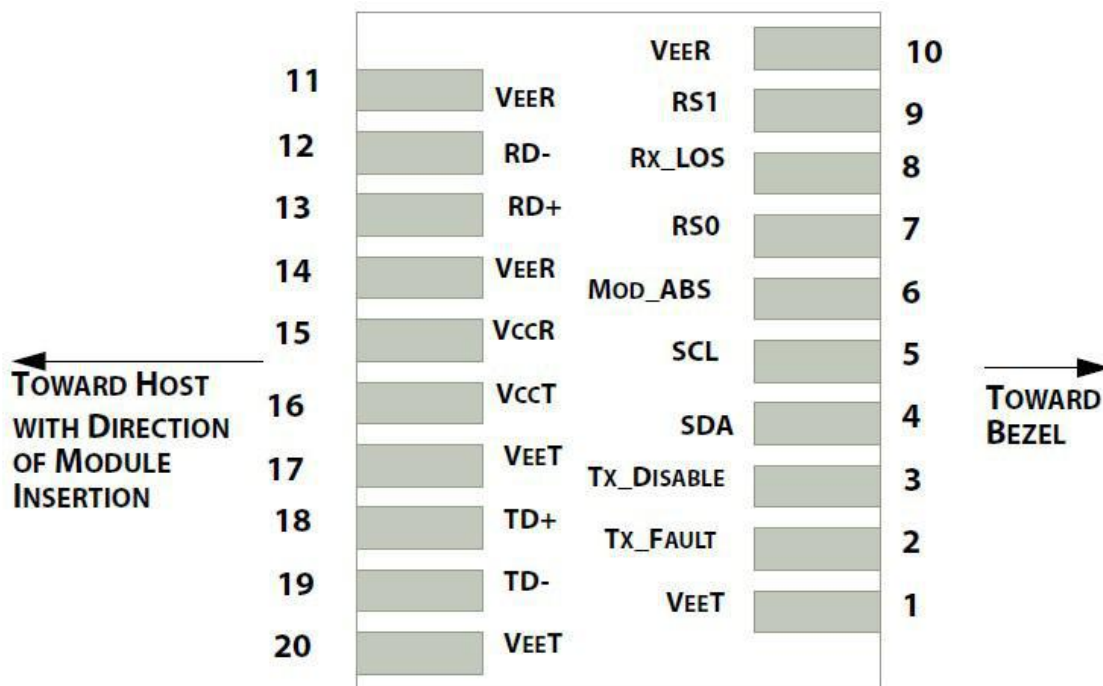 VEER 10
11 VEER
RS1 9
12 RD-
RX_LOS 8
13 RD+
RS0 7
14 VEER
MOD_ABS 6
15 VCCR
SCL 5
TOWARD HOST
WITH DIRECTION
OF MODULE
INSERTION
16 VCCT
TOWARD
BEZEL
SDA 4
17 VEET
TX_DISABLE 3
18 TD+
TX_FAULT 2
19 TD-
VEET 1
20 VEET